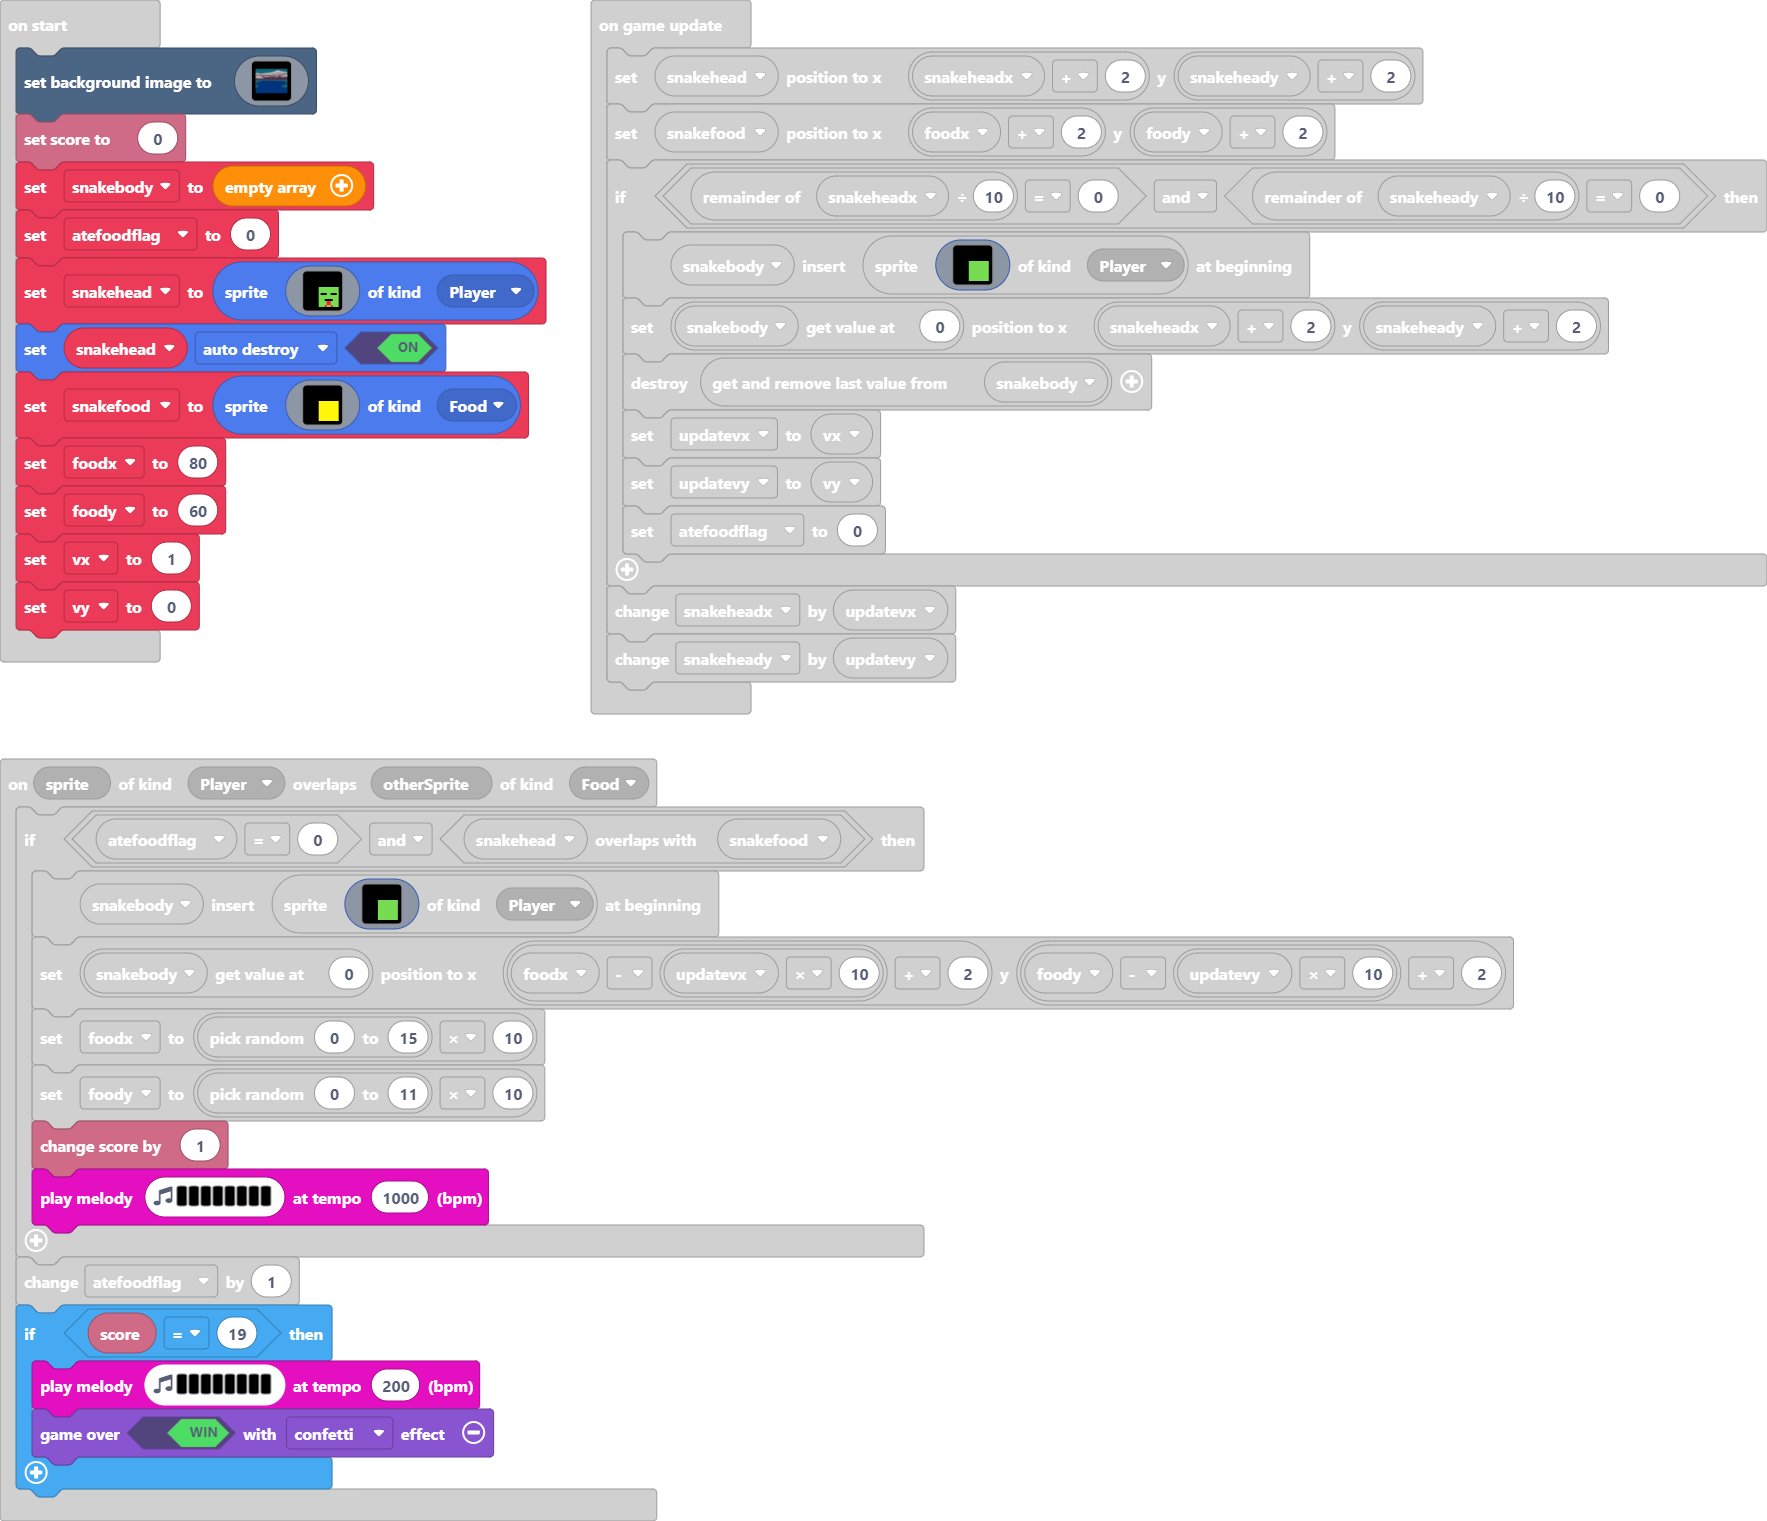 on start
set background image to
set score to 0
set snakebody to empty array
set atefoodflag to 0
set snakehead to sprite of kind Player
set snakehead auto destroy ON
set snakefood to sprite of kind Food
set foodx to 80
set foody to 60
set vx to 1
set vy to 0
on game update
set snakehead position to x snakeheadx + 2 y snakeheady + 2
set snakefood position to x foodx + 2 y foody + 2
if remainder of snakeheadx ÷ 10 = 0 and remainder of snakeheady ÷ 10 = 0 then
snakebody insert sprite of kind Player at beginning
set snakebody get value at 0 position to x snakeheadx + 2 y snakeheady + 2
destroy get and remove last value from snakebody
set updatevx to vx
set updatevy to vy
set atefoodflag to 0
change snakeheadx by updatevx
change snakeheady by updatevy
on sprite of kind Player overlaps otherSprite of kind Food
if atefoodflag = 0 and snakehead overlaps with snakefood then
snakebody insert sprite of kind Player at beginning
set snakebody get value at 0 position to x foodx - updatevx × 10 + 2 y foody - updatevy × 10 + 2
set foodx to pick random 0 to 15 × 10
set foody to pick random 0 to 11 × 10
change score by 1
play melody at tempo 1000 (bpm)
change atefoodflag by 1
if score = 19 then
play melody at tempo 200 (bpm)
game over WIN with confetti effect